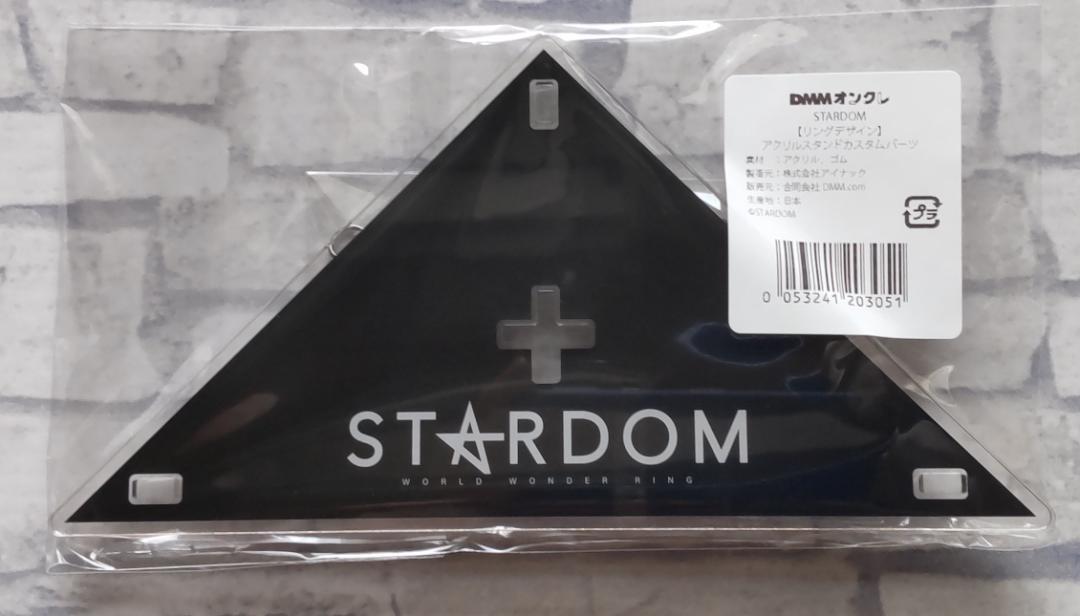 DMMオンクレ
STARDOM
【リングデザイン】
アクリルスタンドカスタムパーツ
素材　：アクリル、ゴム
製造元：株式会社アイナック
販売元：合同会社 DMM.com
生産地：日本
©STARDOM
プラ
0 053241 203051
STARDOM
WORLD WONDER RING